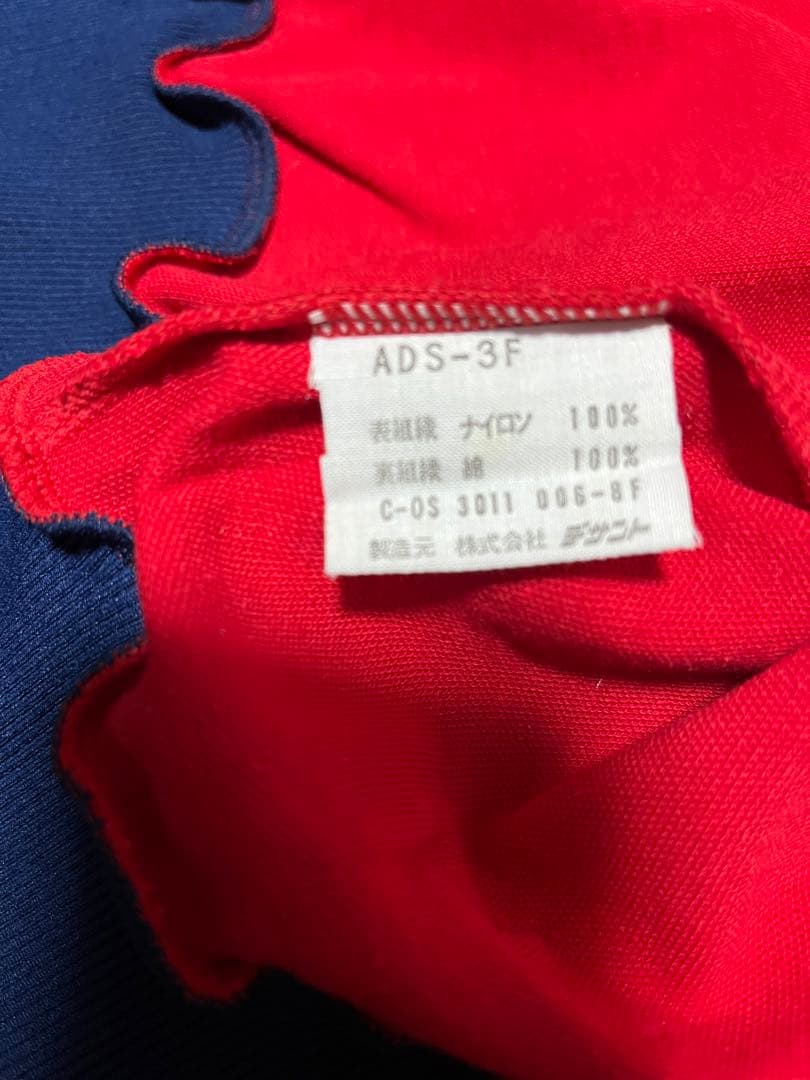 ADS-3F
表組織 ナイロン 100%
裏組織 綿 100%
C-OS 3011 006-8F
製造元 株式会社 デサント